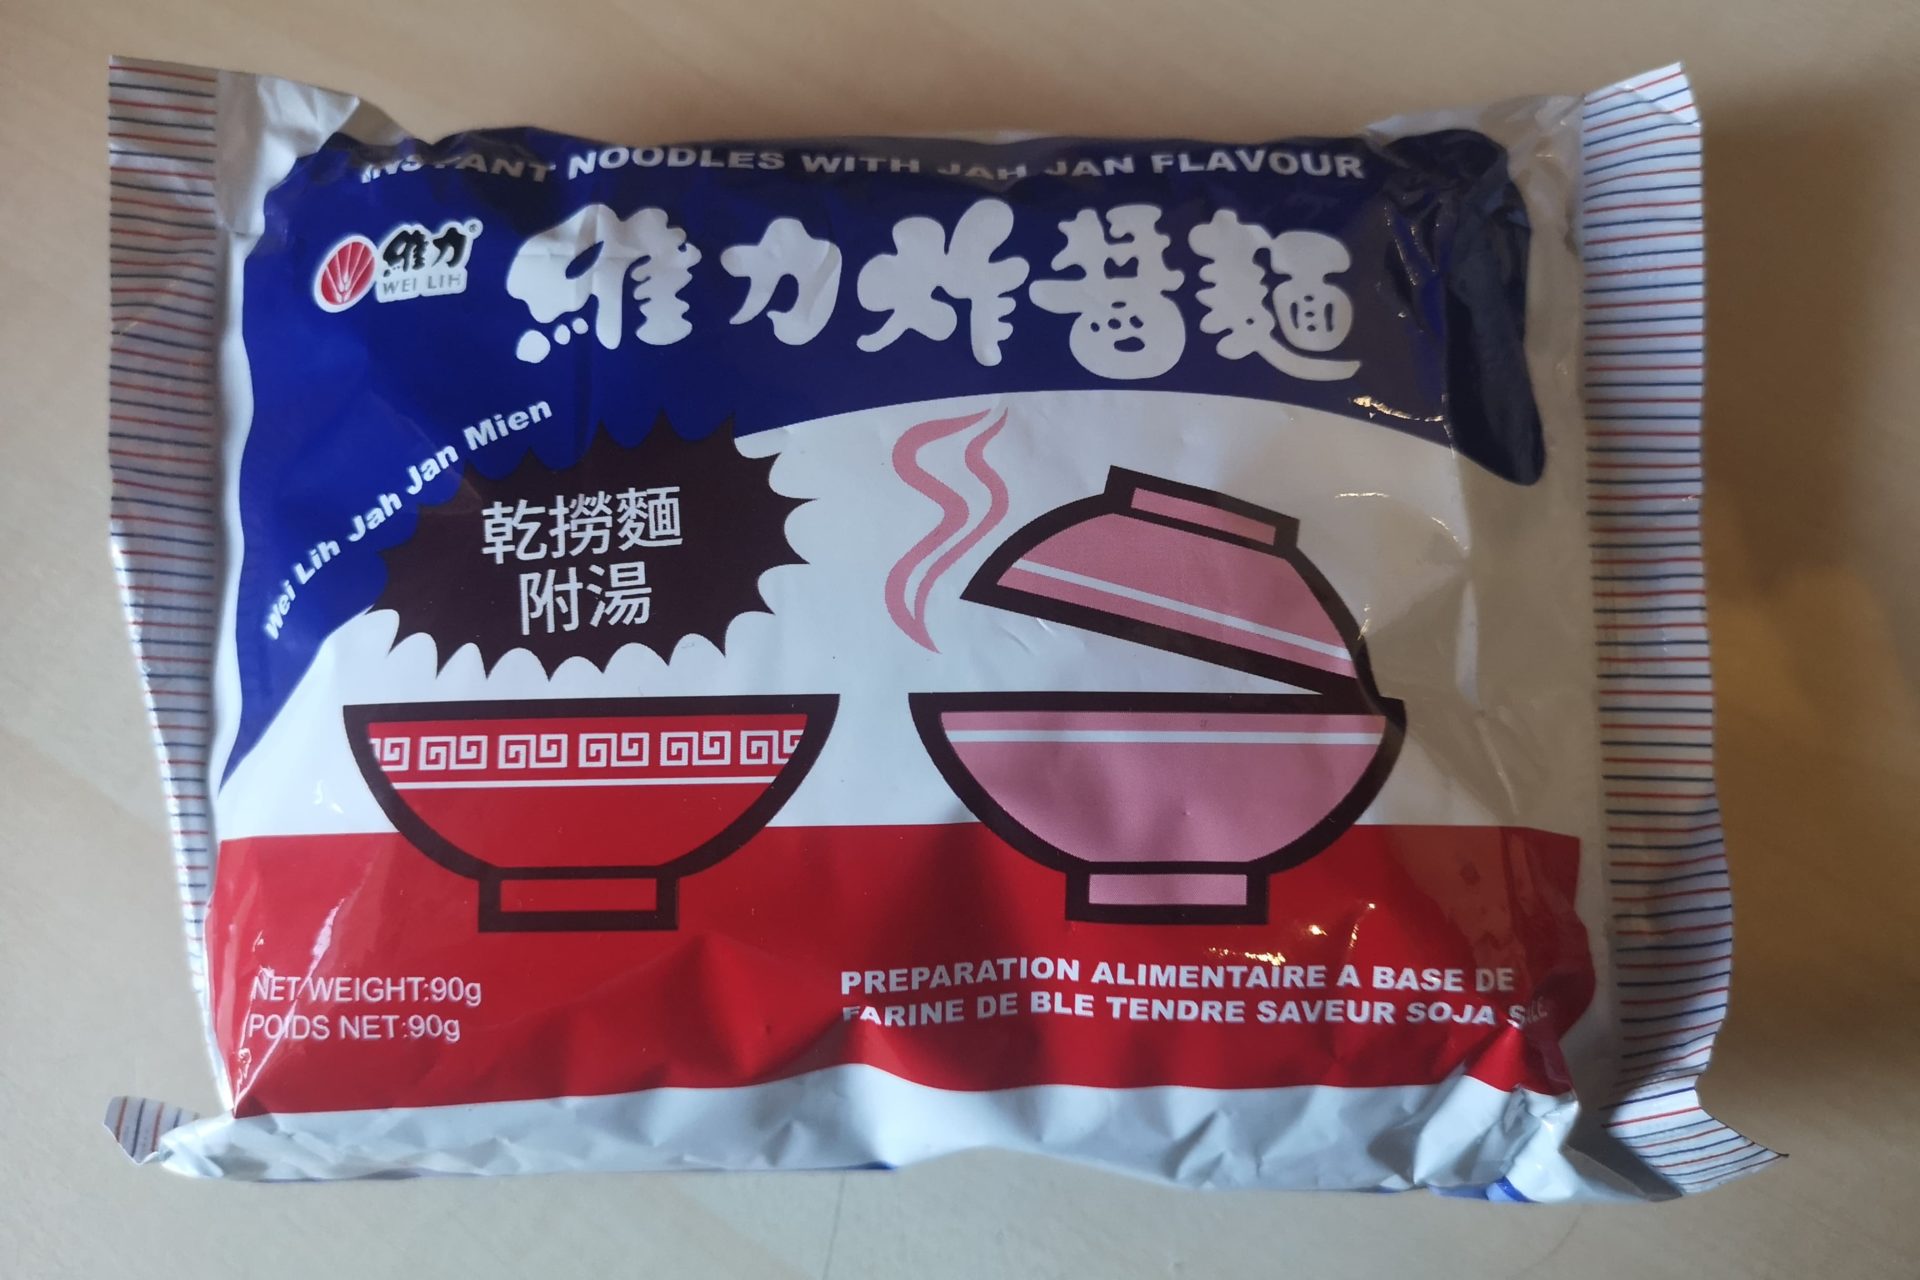 INSTANT NOODLES WITH JAH JAN FLAVOUR
維力®
WEI LIH
維力炸醬麵
Wei Lih Jah Jan Mien
乾撈麵
附湯
NET WEIGHT:90g
POIDS NET:90g
PREPARATION ALIMENTAIRE A BASE DE
FARINE DE BLE TENDRE SAVEUR SOJA